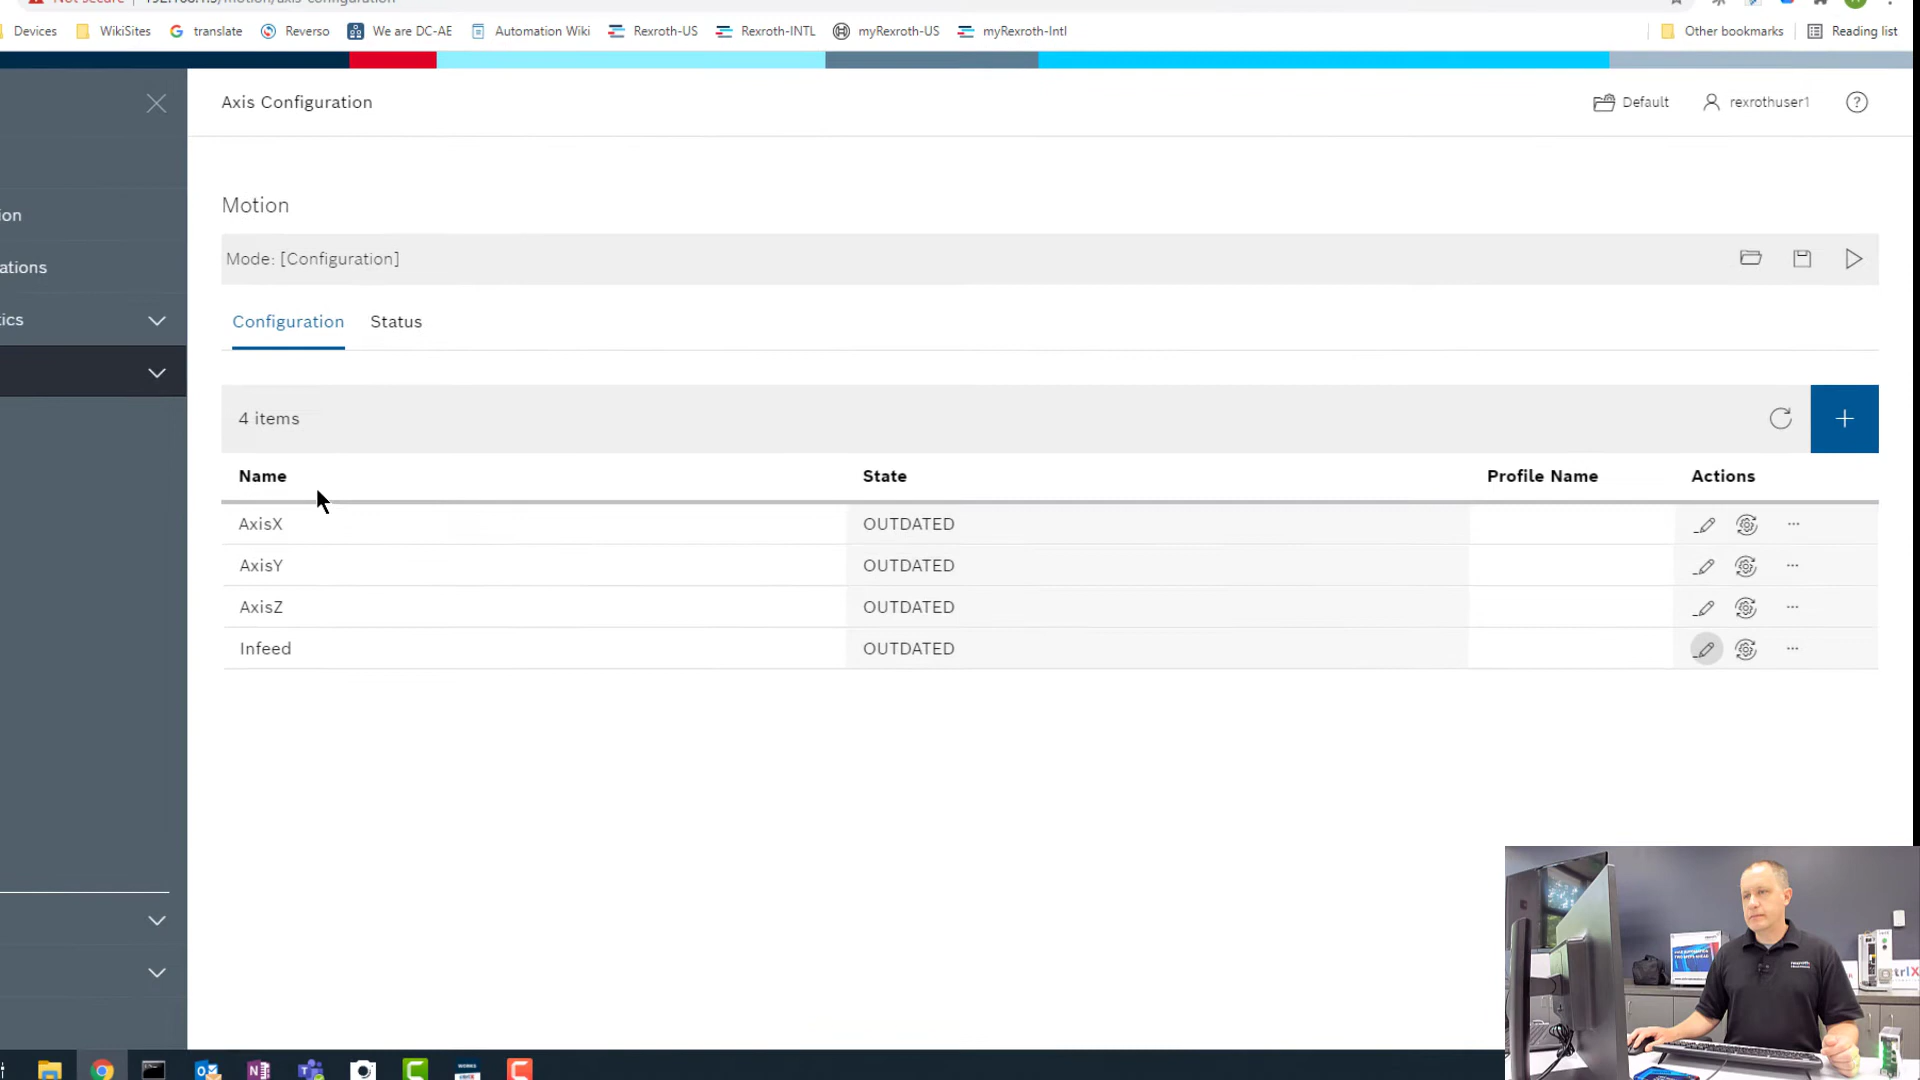 Devices WikiSites translate Reverso We are DC-AE Automation Wiki Rexroth-US Rexroth-INTL myRexroth-US myRexroth-Intl Other bookmarks Reading list
Axis Configuration Default rexrothuser1 ?
Motion
ion
Mode: [Configuration]
ations
tics
Configuration Status
4 items
Name State Profile Name Actions
AxisX OUTDATED
AxisY OUTDATED
AxisZ OUTDATED
Infeed OUTDATED